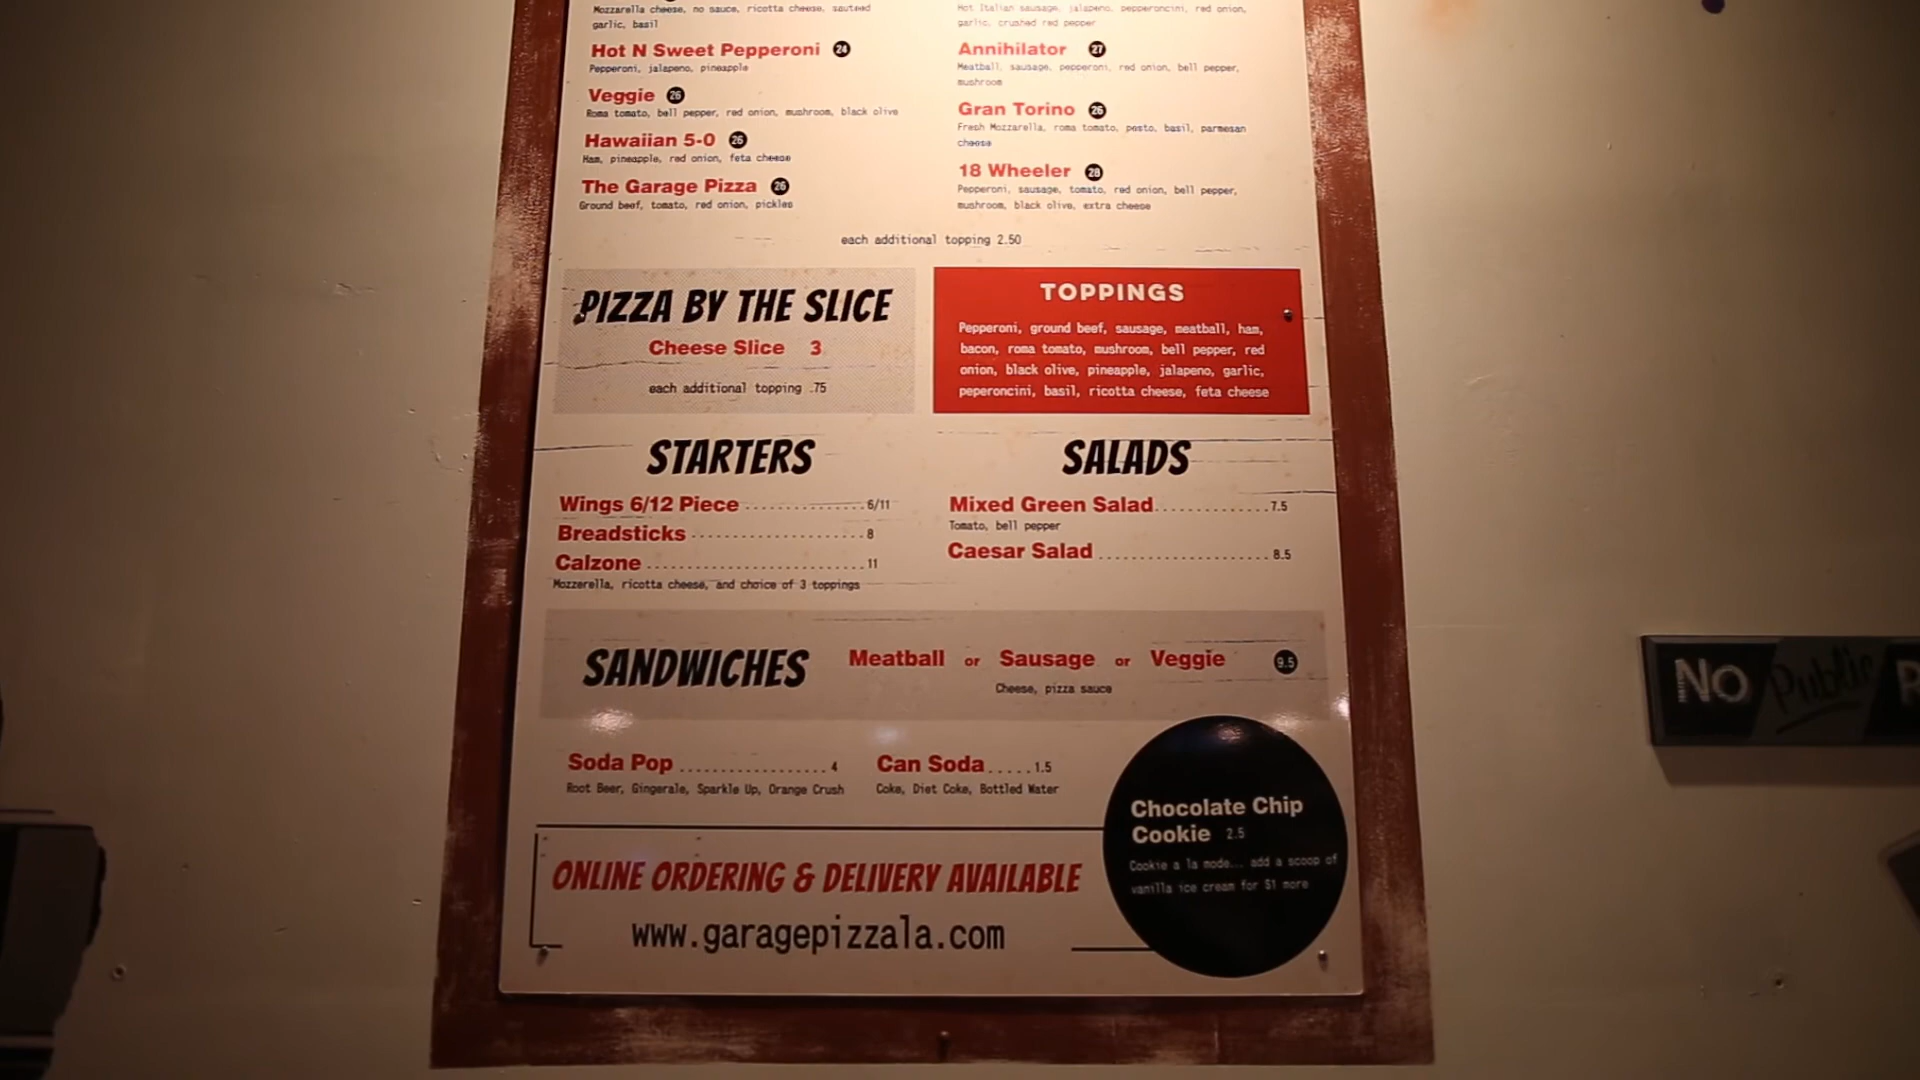 Mozzarella cheese, no sauce, ricotta cheese, sauteed
garlic, basil
Hot N Sweet Pepperoni 24
Pepperoni, jalapeno, pineapple
Veggie 26
Roma tomato, bell pepper, red onion, mushroom, black olive
Hawaiian 5-0 26
Ham, pineapple, red onion, feta cheese
The Garage Pizza 26
Ground beef, tomato, red onion, pickles
Hot Italian sausage, jalapeno, pepperoncini, red onion,
garlic, crushed red pepper
Annihilator 27
Meatball, sausage, pepperoni, red onion, bell pepper,
mushroom
Gran Torino 26
Fresh Mozzarella, roma tomato, pesto, basil, parmesan
cheese
18 Wheeler 28
Pepperoni, sausage, tomato, red onion, bell pepper,
mushroom, black olive, extra cheese
each additional topping 2.50
PIZZA BY THE SLICE
Cheese Slice 3
each additional topping .75
TOPPINGS
Pepperoni, ground beef, sausage, meatball, ham,
bacon, roma tomato, mushroom, bell pepper, red
onion, black olive, pineapple, jalapeno, garlic,
peperoncini, basil, ricotta cheese, feta cheese
STARTERS
Wings 6/12 Piece 6/11
Breadsticks 8
Calzone 11
Mozzerella, ricotta cheese, and choice of 3 toppings
SALADS
Mixed Green Salad 7.5
Tomato, bell pepper
Caesar Salad 8.5
SANDWICHES Meatball or Sausage or Veggie 9.5
Cheese, pizza sauce
Soda Pop 4
Root Beer, Gingerale, Sparkle Up, Orange Crush
Can Soda 1.5
Coke, Diet Coke, Bottled Water
Chocolate Chip
Cookie 2.5
Cookie a la mode... add a scoop of
vanilla ice cream for $1 more
ONLINE ORDERING & DELIVERY AVAILABLE
www.garagepizzala.com
NO Public R